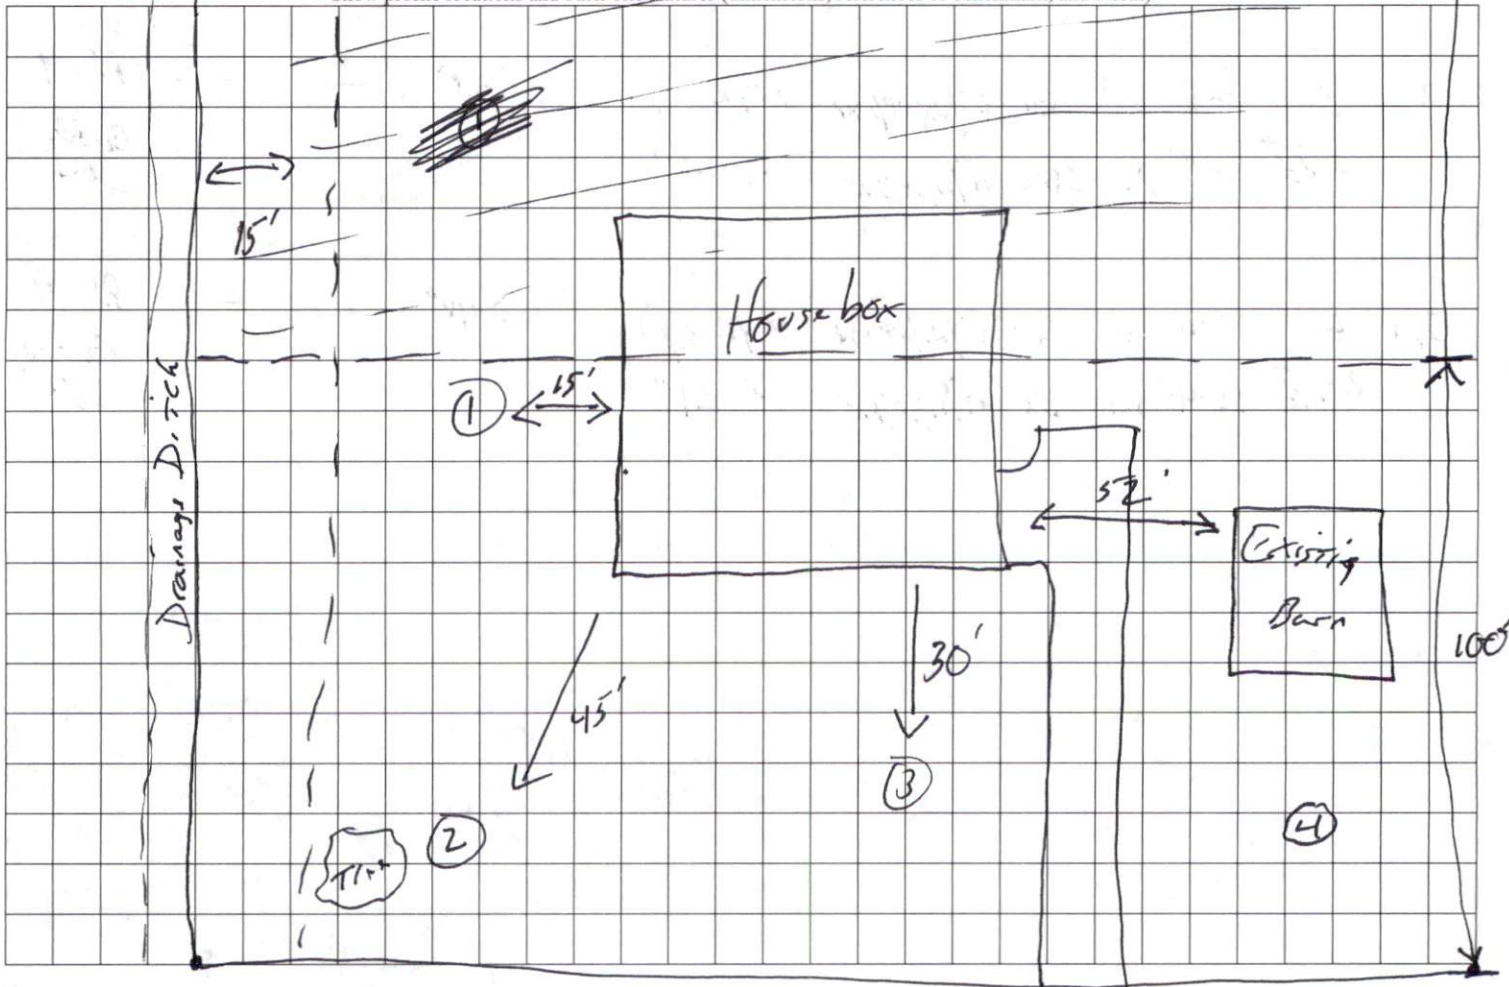 15'
House box
Drainage Ditch
1
15'
52'
Existing
Barn
100'
30'
45'
3
2
4